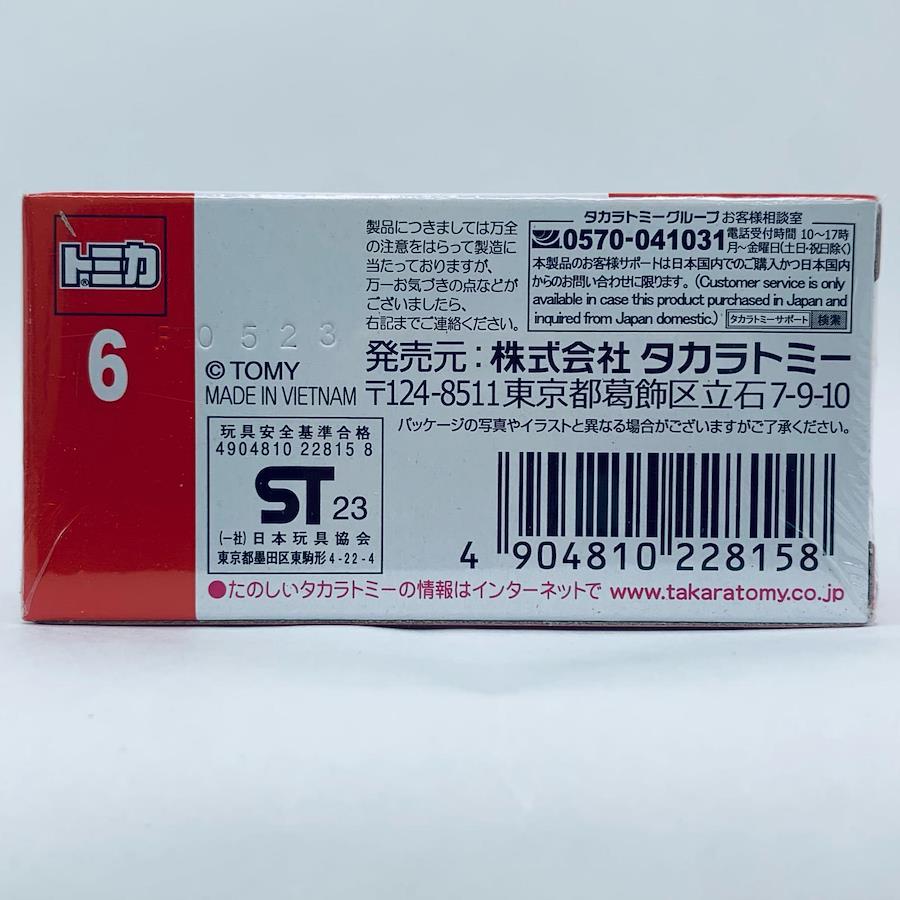 トミカ®
6
50523
© TOMY
MADE IN VIETNAM
製品につきましては万全
の注意をはらって製造に
当たっておりますが、
万一お気づきの点などが
ございましたら、
右記までご連絡ください。
タカラトミーグループ お客様相談室
0570-041031 電話受付時間 10〜17時
月〜金曜日(土日・祝日除く)
本製品のお客様サポートは日本国内でのご購入かつ日本国内
からのお問い合わせに限ります。(Customer service is only
available in case this product purchased in Japan and
inquired from Japan domestic.) タカラトミーサポート 検索
発売元:株式会社 タカラトミー
〒124-8511 東京都葛飾区立石7-9-10
パッケージの写真やイラストと異なる場合がございますがご了承ください。
玩具安全基準合格
4904810 22815 8
ST 23
(一社)日本玩具協会
東京都墨田区東駒形4-22-4
4 904810 228158
●たのしいタカラトミーの情報はインターネットで www.takaratomy.co.jp